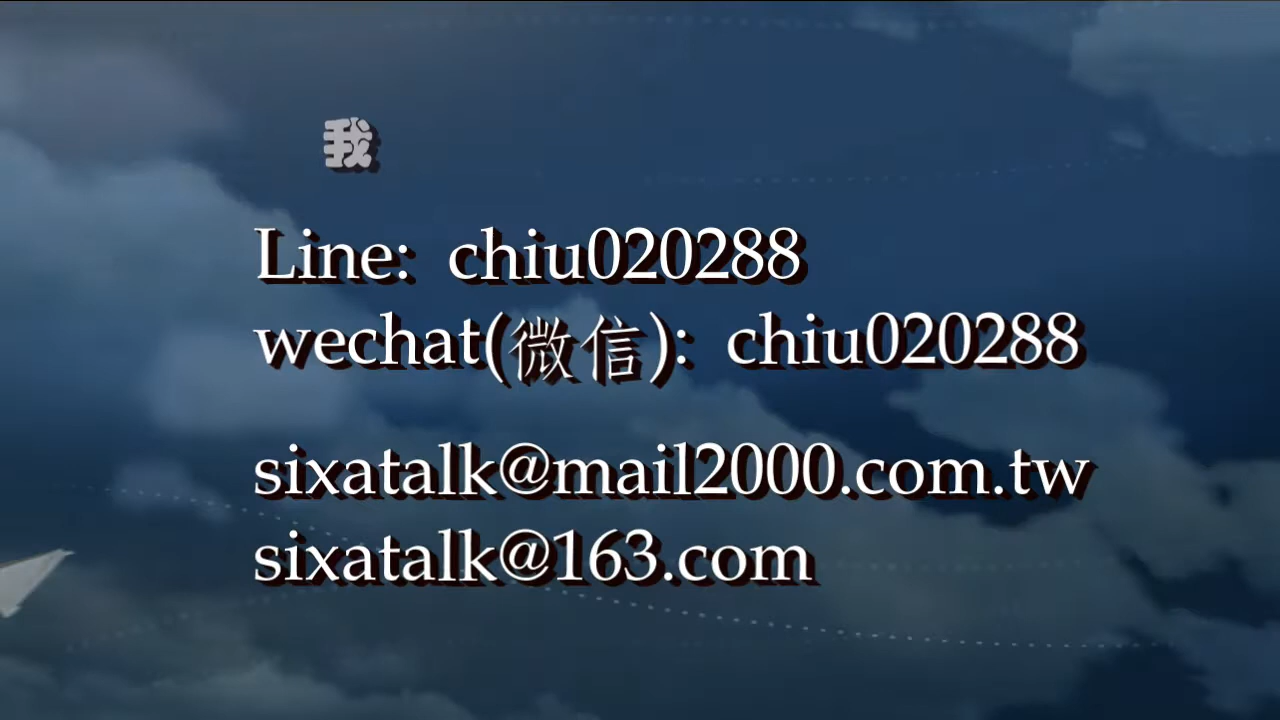 我
Line: chiu020288
wechat(微信): chiu020288
sixatalk@mail2000.com.tw
sixatalk@163.com